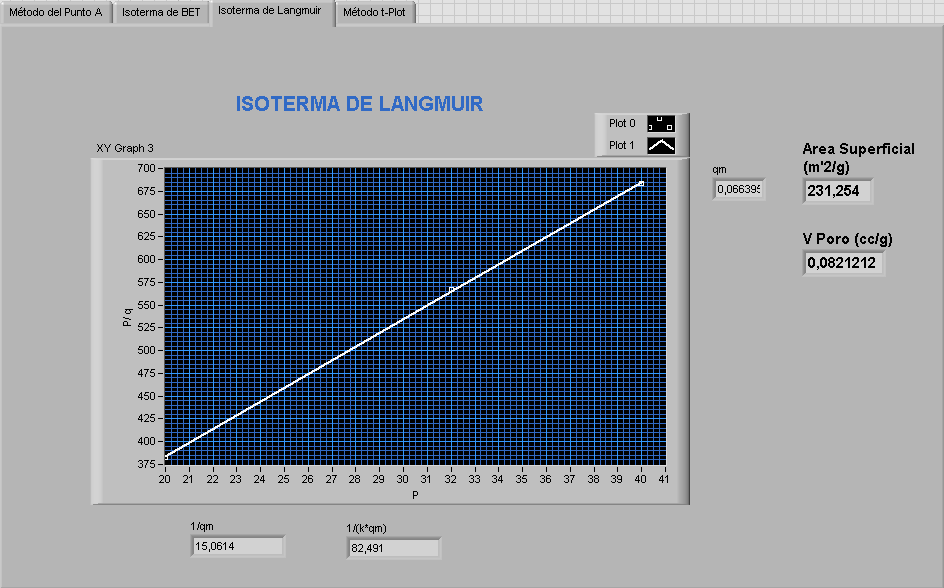 Método del Punto A
Isoterma de BET
Isoterma de Langmuir
Método t-Plot
ISOTERMA DE LANGMUIR
Plot 0
Plot 1
XY Graph 3
P/q
700
675
650
625
600
575
550
525
500
475
450
425
400
375
20 21 22 23 24 25 26 27 28 29 30 31 32 33 34 35 36 37 38 39 40 41
P
qm
0,066395
Area Superficial
(m'2/g)
231,254
V Poro (cc/g)
0,0821212
1/qm
15,0614
1/(k*qm)
82,491